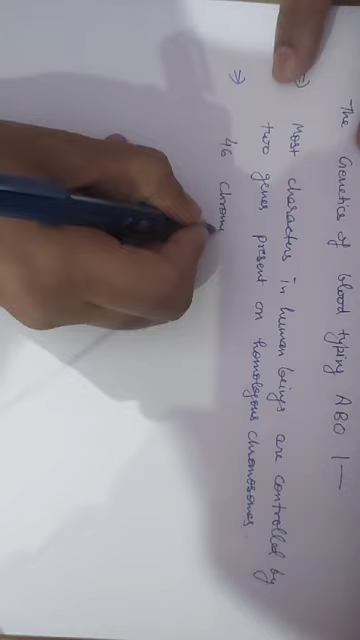 The Genetics of blood typing ABO |—
⇒ Most characters in human beings are controlled by
two genes present on homologous chromosomes.
⇒ 46 Chromo